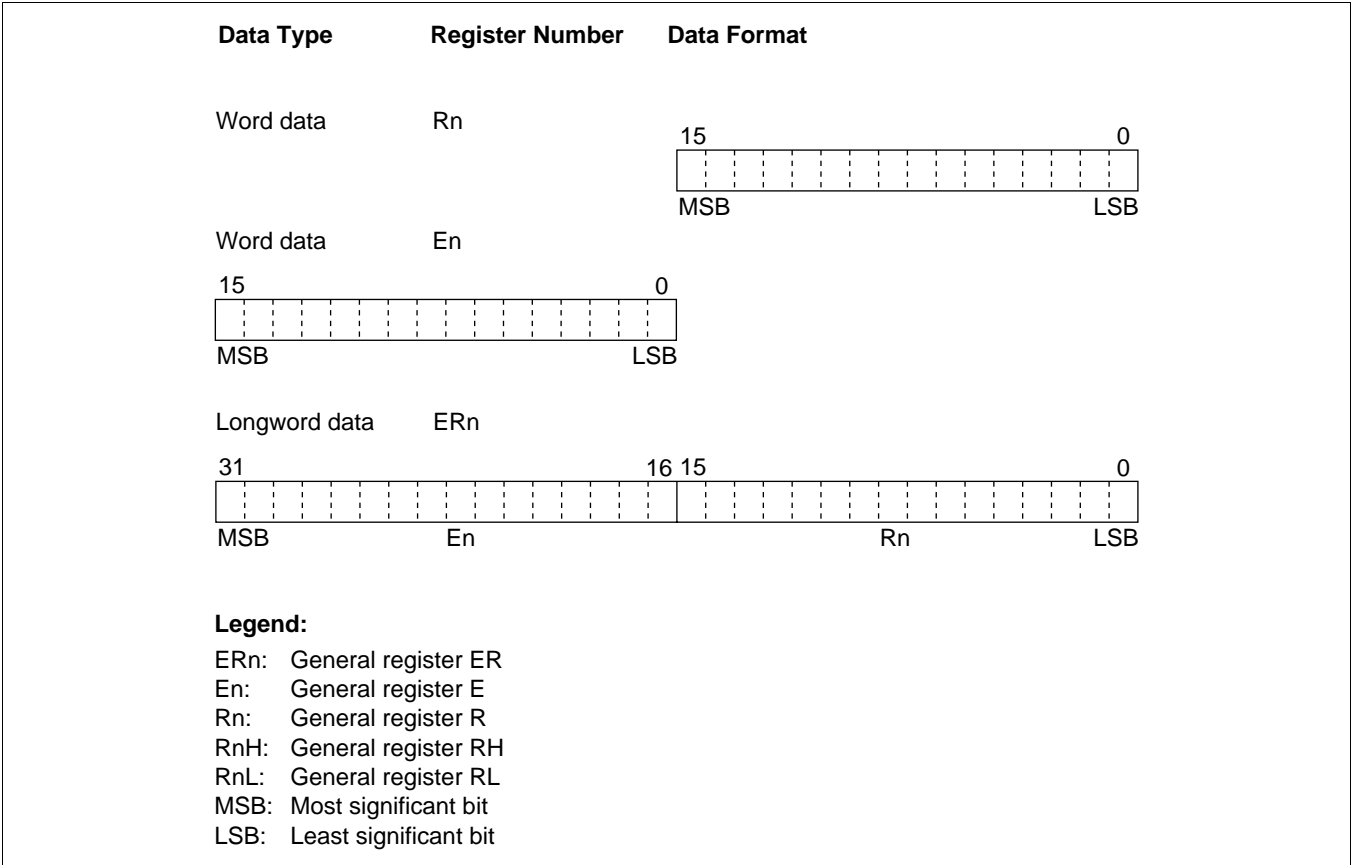 Data Type Register Number Data Format
Word data Rn
15 0
MSB LSB
Word data En
15 0
MSB LSB
Longword data ERn
31 16 15 0
MSB En Rn LSB
Legend:
ERn: General register ER
En: General register E
Rn: General register R
RnH: General register RH
RnL: General register RL
MSB: Most significant bit
LSB: Least significant bit